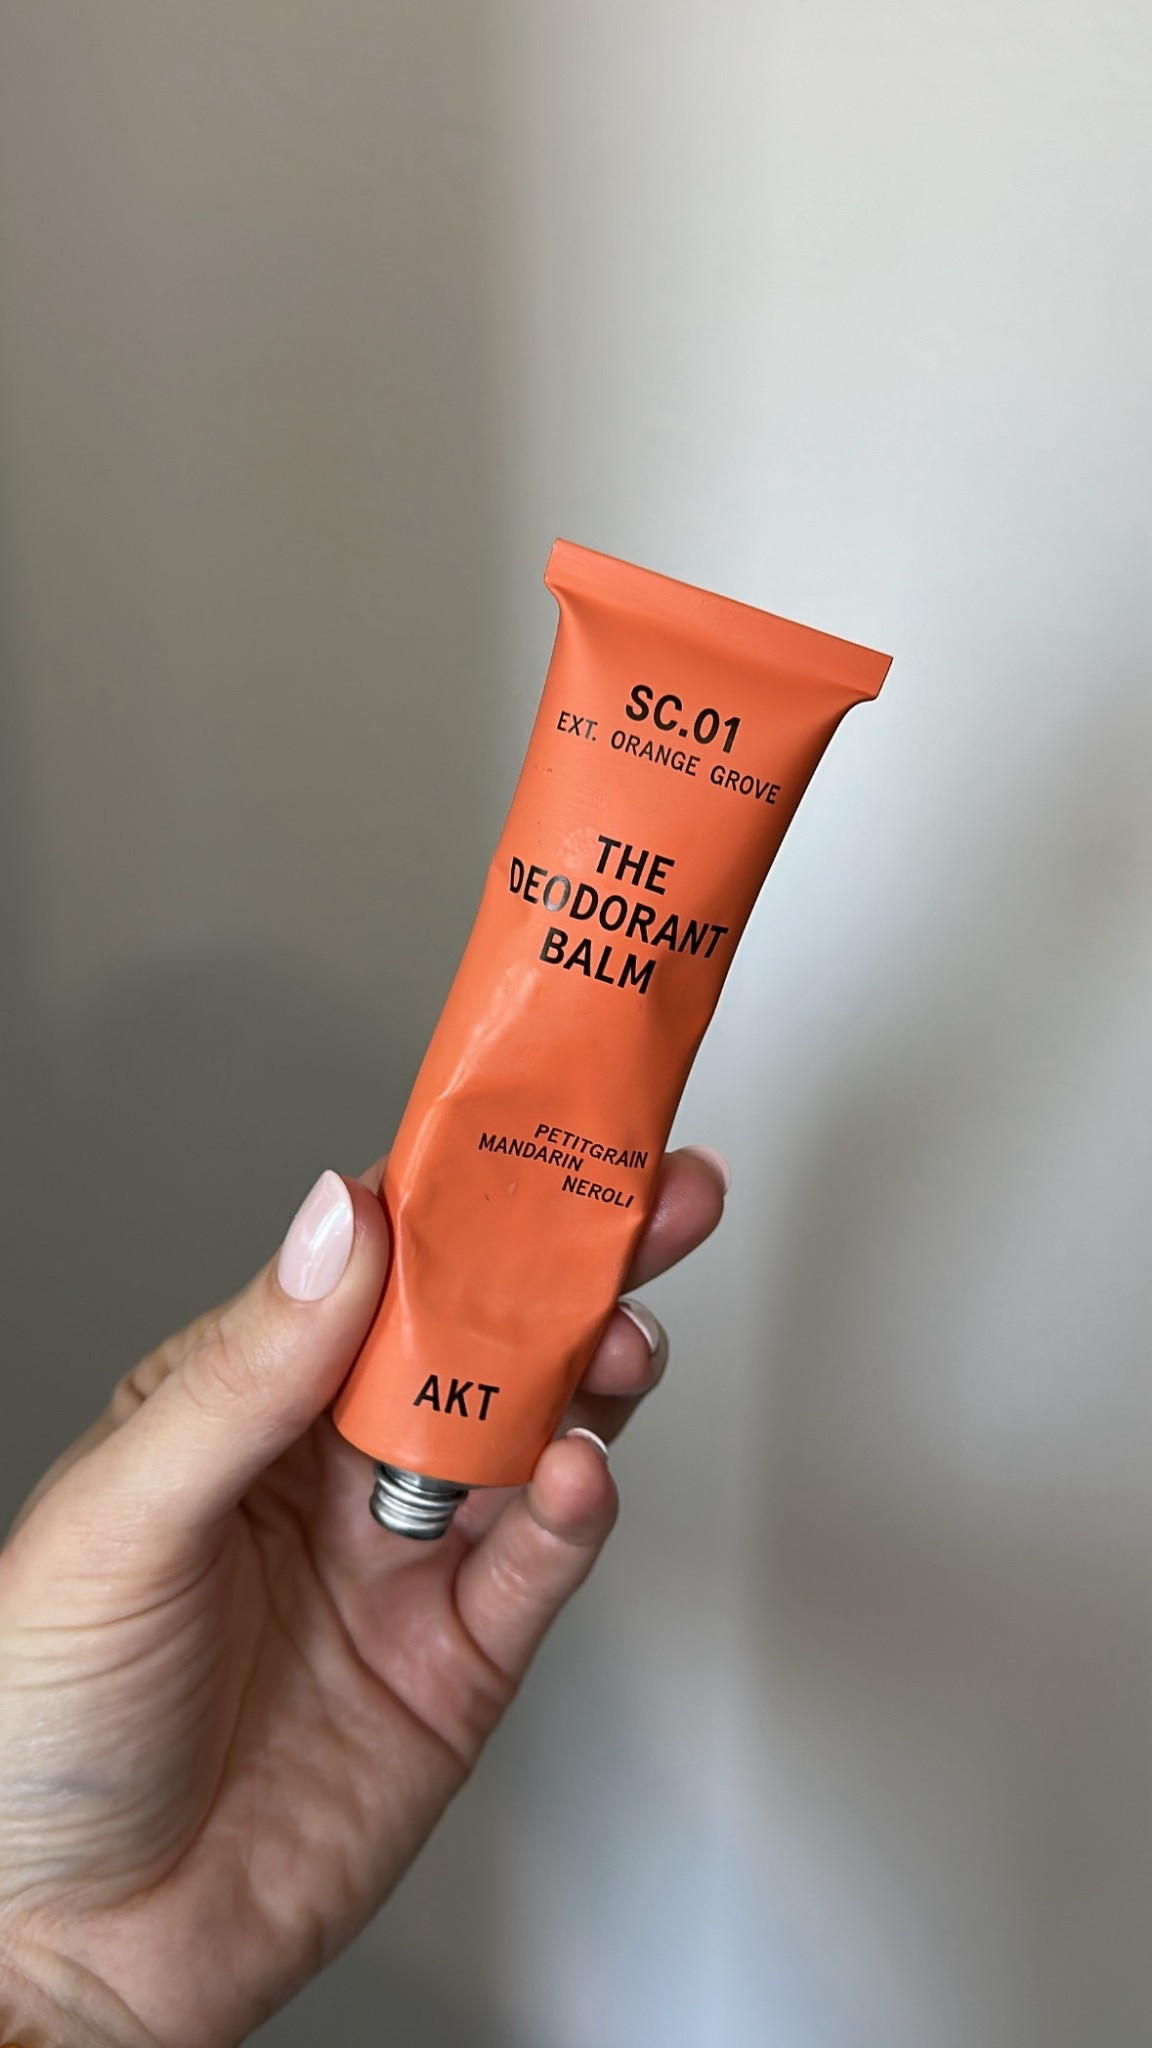 SC.01
EXT. ORANGE GROVE
THE
DEODORANT
BALM
PETITGRAIN
MANDARIN
NEROLI
AKT